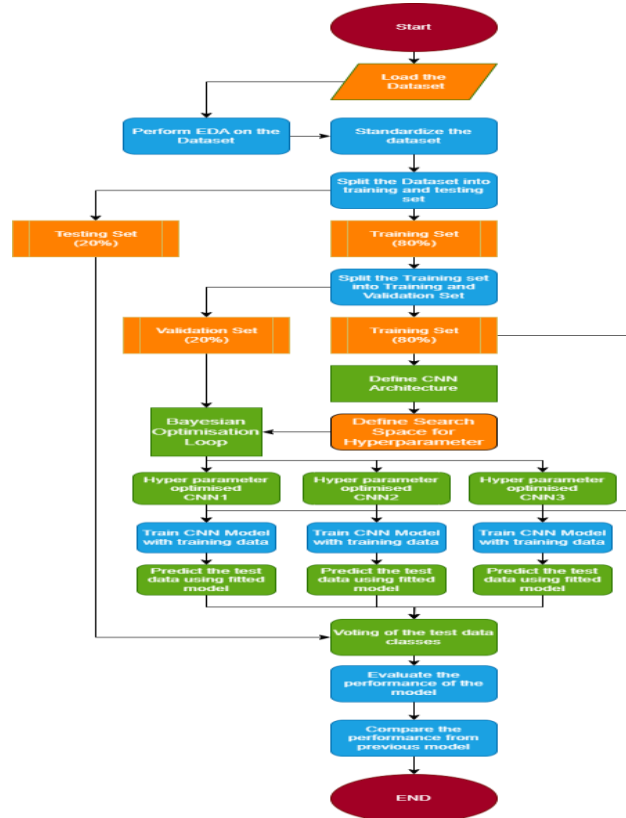 Start
Load the
Dataset
Perform EDA on the
Dataset
Standardize the
dataset
Split the Dataset into
training and testing
set
Testing Set
(20%)
Training Set
(80%)
Split the Training set
into Training and
Validation Set
Validation Set
(20%)
Training Set
(80%)
Define CNN
Architecture
Bayesian
Optimisation
Loop
Define Search
Space for
Hyperparameter
Hyper parameter
optimised
CNN1
Hyper parameter
optimised
CNN2
Hyper parameter
optimised
CNN3
Train CNN Model
with training data
Train CNN Model
with training data
Train CNN Model
with training data
Predict the test
data using fitted
model
Predict the test
data using fitted
model
Predict the test
data using fitted
model
Voting of the test data
classes
Evaluate the
performance of the
model
Compare the
performance from
previous model
END